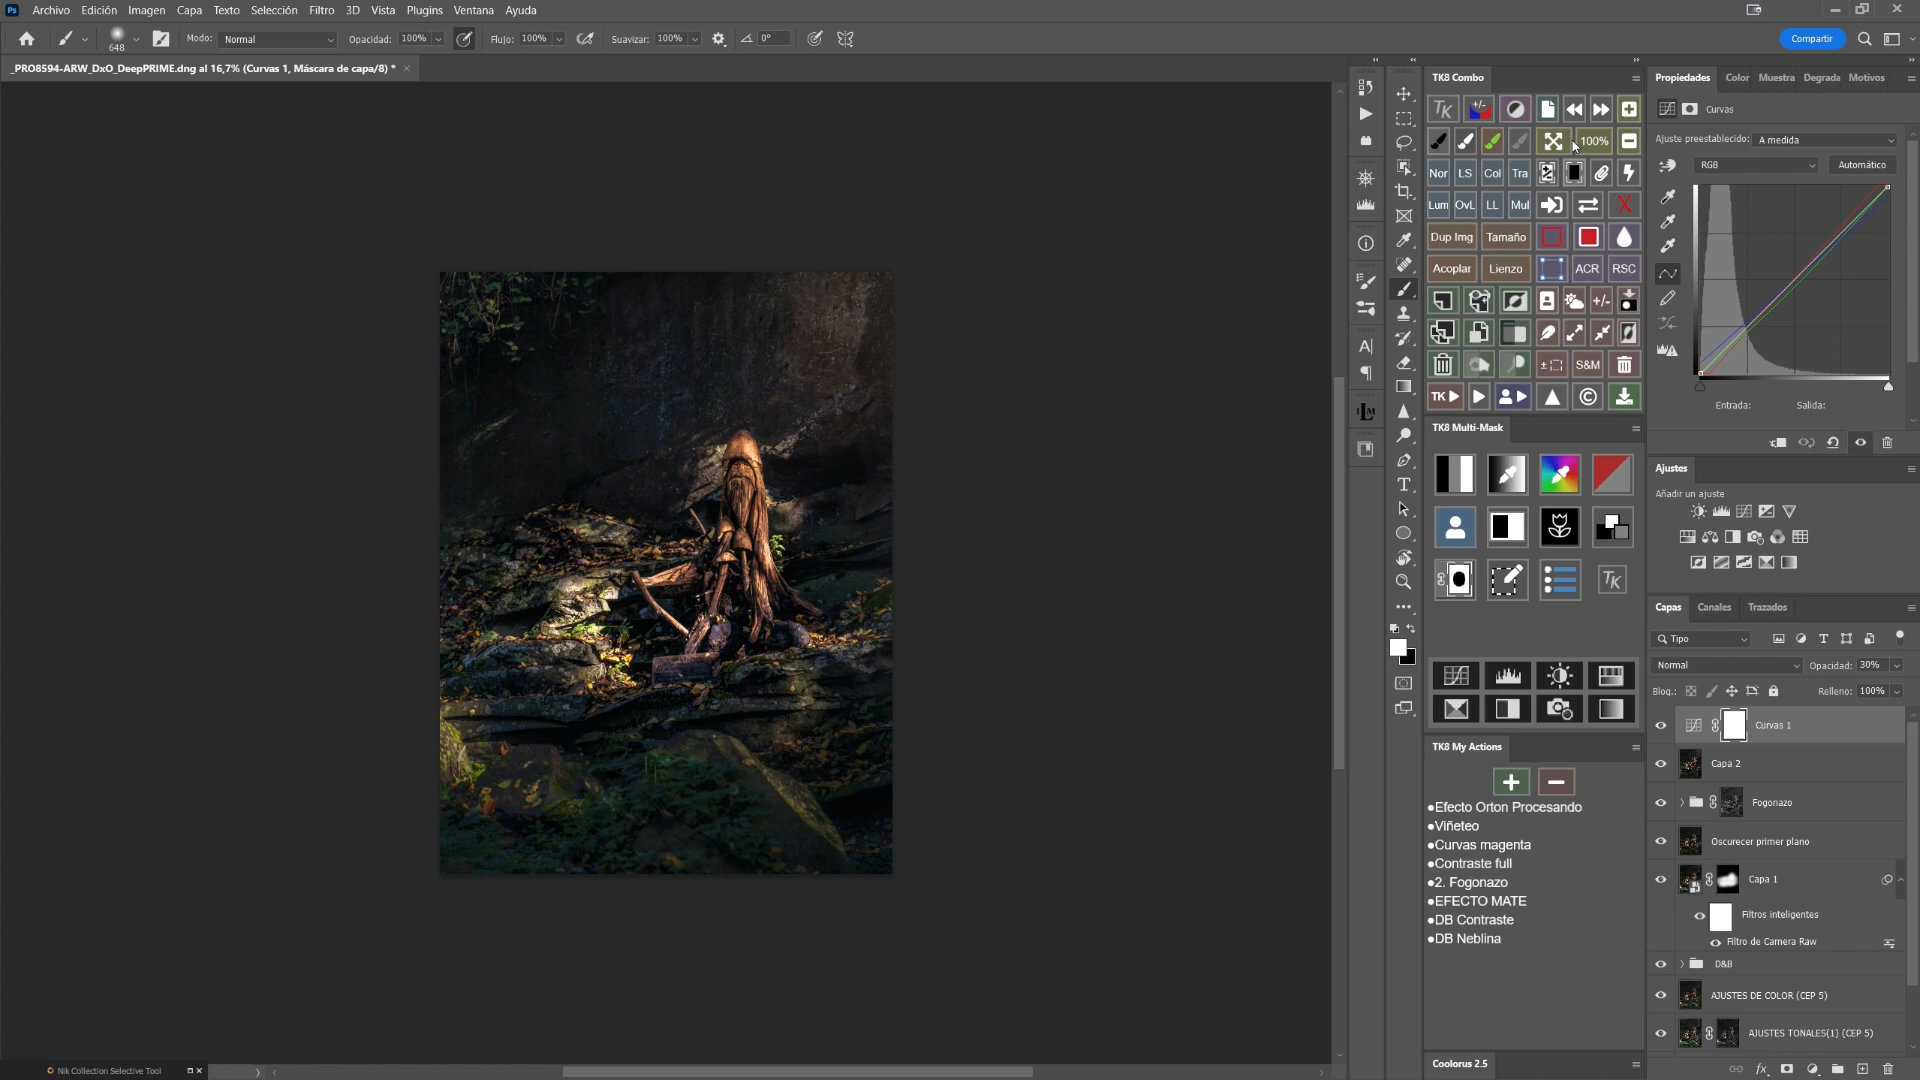 Ps Archivo Edición Imagen Capa Texto Selección Filtro 3D Vista Plugins Ventana Ayuda
648 Modo: Normal Opacidad: 100% Flujo: 100% Suavizar: 100% 0° Compartir
_PRO8594-ARW_DxO_DeepPRIME.dng al 16,7% (Curvas 1, Máscara de capa/8) *
TK8 Combo
TK +/-
100%
Nor LS Col Tra
Lum OvL LL Mul X
Dup Img Tamaño
Acoplar Lienzo ACR RSC
+/-
S&M
TK ©
TK8 Multi-Mask
TK
TK8 My Actions
+ −
●Efecto Orton Procesando
●Viñeteo
●Curvas magenta
●Contraste full
●2. Fogonazo
●EFECTO MATE
●DB Contraste
●DB Neblina
Coolorus 2.5
Propiedades Color Muestra Degrada Motivos
Curvas
Ajuste preestablecido: A medida
RGB Automático
Entrada: Salida:
Ajustes
Añadir un ajuste
Capas Canales Trazados
Tipo
Normal Opacidad: 30%
Bloq.: Relleno: 100%
Curvas 1
Capa 2
Fogonazo
Oscurecer primer plano
Capa 1
Filtros inteligentes
Filtro de Camera Raw
D&B
AJUSTES DE COLOR (CEP 5)
AJUSTES TONALES(1) (CEP 5)
fx
Nik Collection Selective Tool